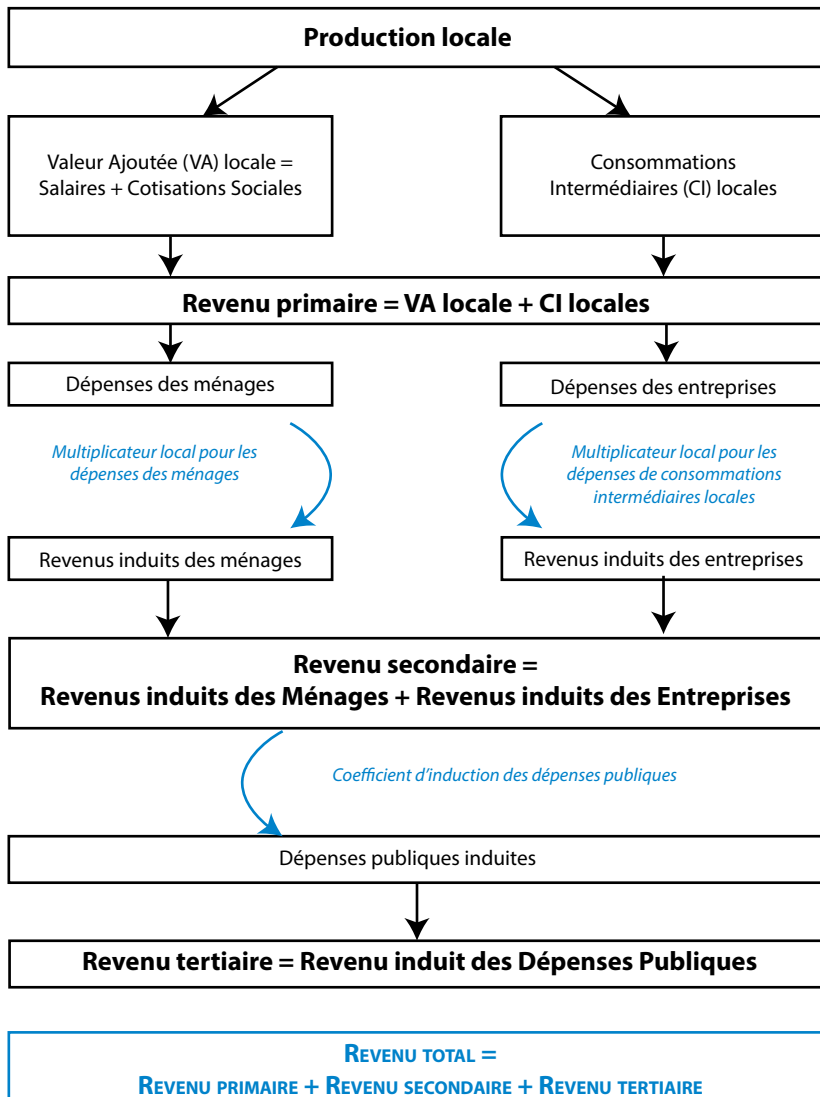 Production locale
Valeur Ajoutée (VA) locale =
Salaires + Cotisations Sociales
Consommations
Intermédiaires (CI) locales
Revenu primaire = VA locale + CI locales
Dépenses des ménages
Dépenses des entreprises
Multiplicateur local pour les
dépenses des ménages
Multiplicateur local pour les
dépenses de consommations
intermédiaires locales
Revenus induits des ménages
Revenus induits des entreprises
Revenu secondaire =
Revenus induits des Ménages + Revenus induits des Entreprises
Coefficient d'induction des dépenses publiques
Dépenses publiques induites
Revenu tertiaire = Revenu induit des Dépenses Publiques
REVENU TOTAL =
REVENU PRIMAIRE + REVENU SECONDAIRE + REVENU TERTIAIRE